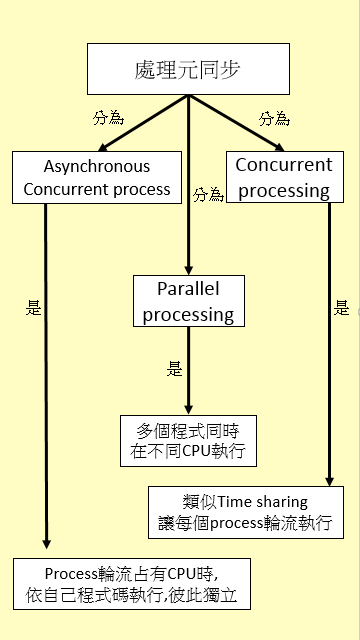 處理元同步
分為
分為
Asynchronous
Concurrent process
分為
Concurrent
processing
是
Parallel
processing
是
是
多個程式同時
在不同CPU執行
類似Time sharing
讓每個process輪流執行
Process輪流占有CPU時,
依自己程式碼執行,彼此獨立